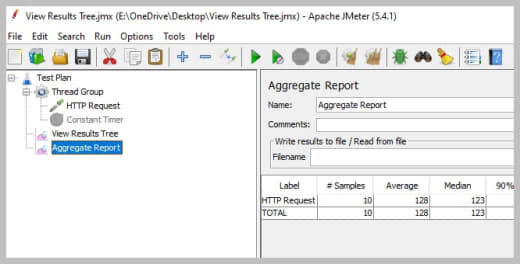 View Results Tree.jmx (E:\OneDrive\Desktop\View Results Tree.jmx) - Apache JMeter (5.4.1)
File Edit Search Run Options Tools Help
Test Plan
Thread Group
HTTP Request
Constant Timer
View Results Tree
Aggregate Report
Aggregate Report
Name: Aggregate Report
Comments:
Write results to file / Read from file
Filename
Label # Samples Average Median 90%
HTTP Request 10 128 123
TOTAL 10 128 123